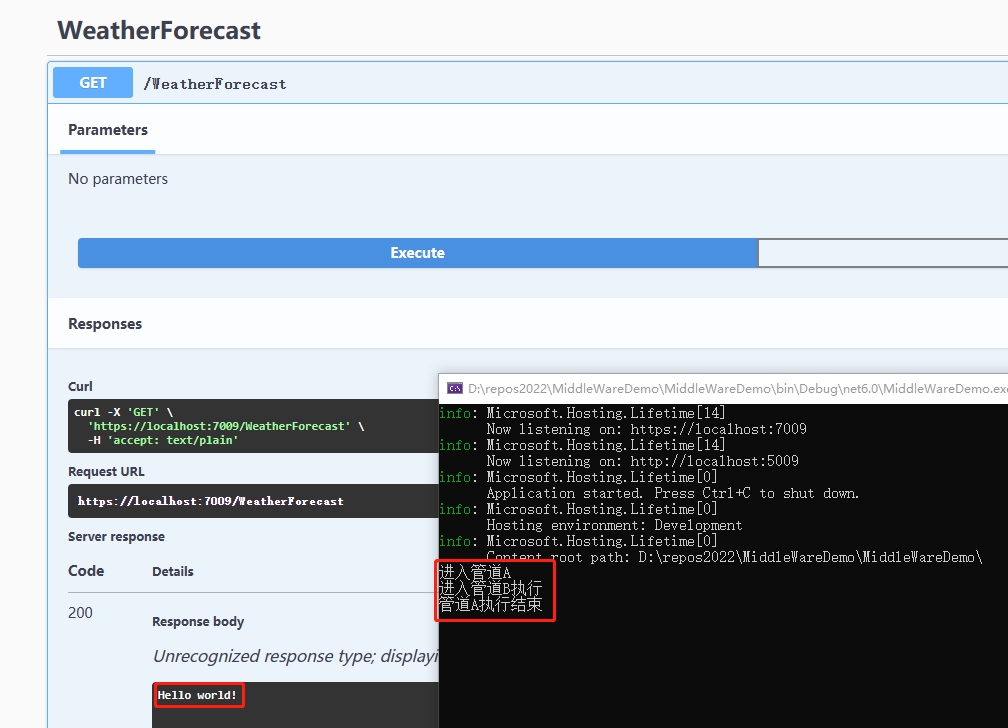 WeatherForecast
GET /WeatherForecast
Parameters
No parameters
Execute
Responses
Curl
curl -X 'GET' \
'https://localhost:7009/WeatherForecast' \
-H 'accept: text/plain'
Request URL
https://localhost:7009/WeatherForecast
Server response
Code Details
200
Response body
Unrecognized response type; displayi
Hello world!
D:\repos2022\MiddleWareDemo\MiddleWareDemo\bin\Debug\net6.0\MiddleWareDemo.exe
info: Microsoft.Hosting.Lifetime[14]
Now listening on: https://localhost:7009
info: Microsoft.Hosting.Lifetime[14]
Now listening on: http://localhost:5009
info: Microsoft.Hosting.Lifetime[0]
Application started. Press Ctrl+C to shut down.
info: Microsoft.Hosting.Lifetime[0]
Hosting environment: Development
info: Microsoft.Hosting.Lifetime[0]
Content root path: D:\repos2022\MiddleWareDemo\MiddleWareDemo\
进入管道A
进入管道B执行
管道A执行结束